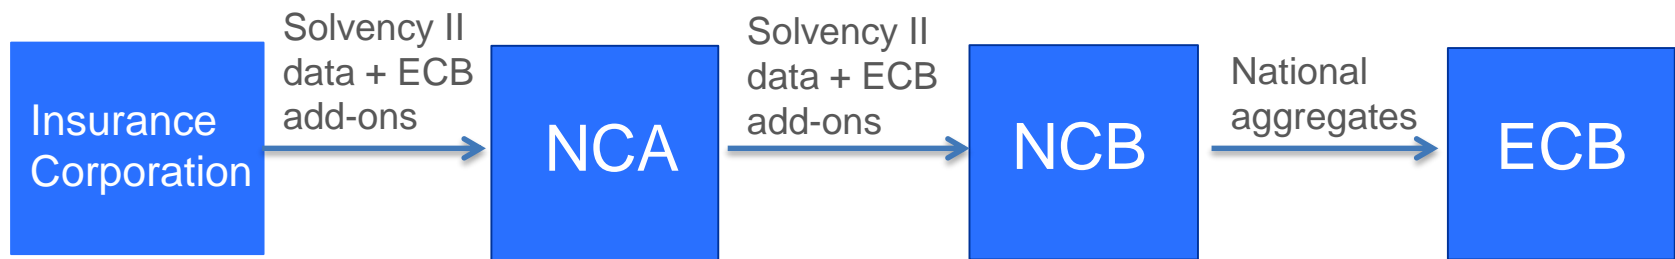 Insurance
Corporation
Solvency II
data + ECB
add-ons
NCA
Solvency II
data + ECB
add-ons
NCB
National
aggregates
ECB